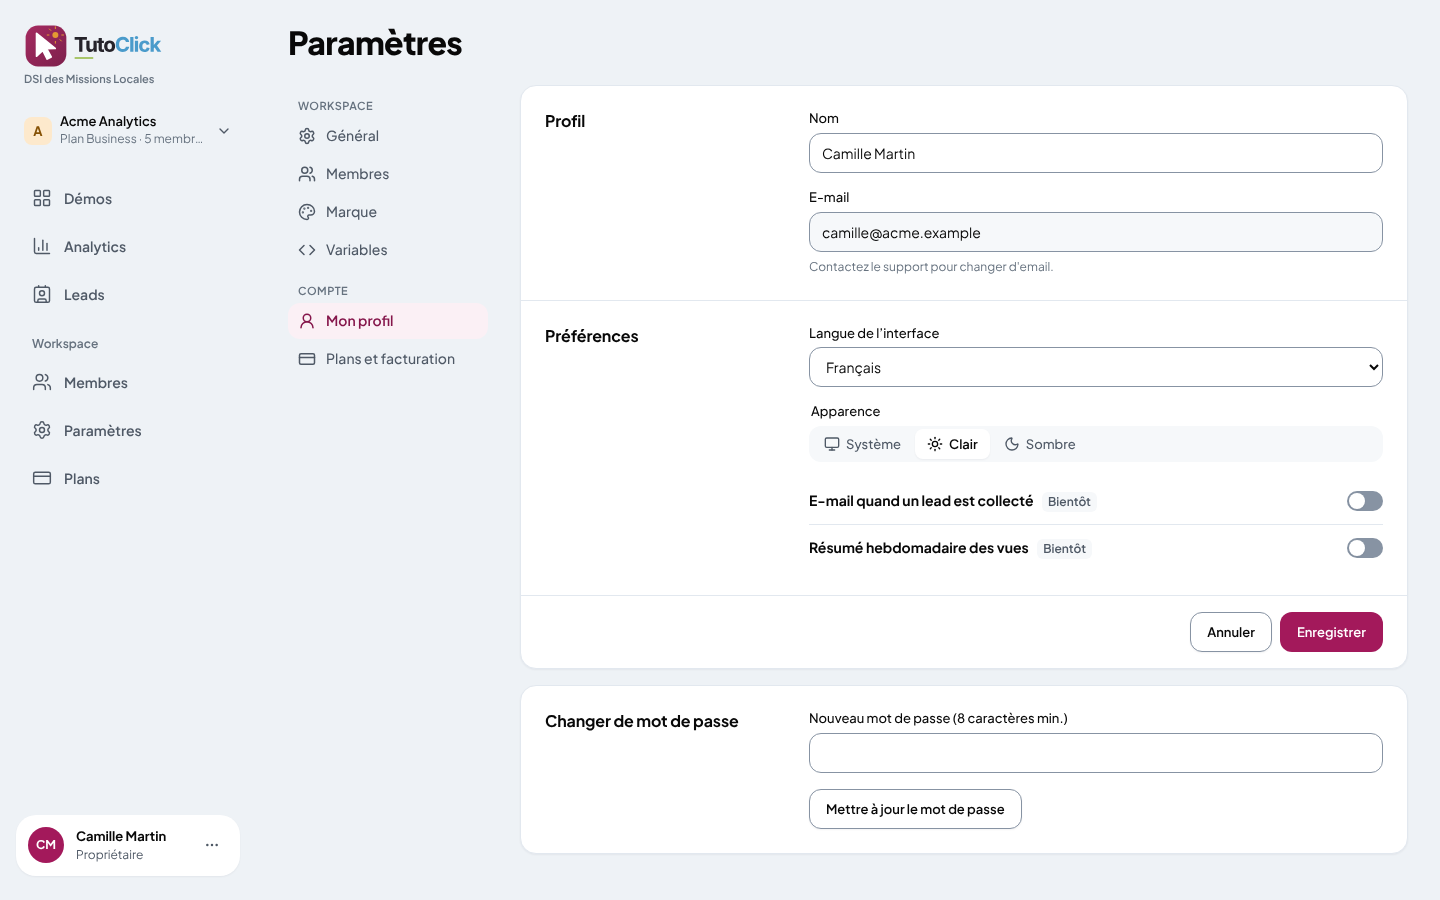 TutoClick
DSI des Missions Locales
A
Acme Analytics
Plan Business · 5 membr...
Démos
Analytics
Leads
Workspace
Membres
Paramètres
Plans
CM
Camille Martin
Propriétaire
Paramètres
WORKSPACE
Général
Membres
Marque
Variables
COMPTE
Mon profil
Plans et facturation
Profil
Nom
Camille Martin
E-mail
camille@acme.example
Contactez le support pour changer d'email.
Préférences
Langue de l’interface
Français
Apparence
Système
Clair
Sombre
E-mail quand un lead est collecté
Bientôt
Résumé hebdomadaire des vues
Bientôt
Annuler
Enregistrer
Changer de mot de passe
Nouveau mot de passe (8 caractères min.)
Mettre à jour le mot de passe